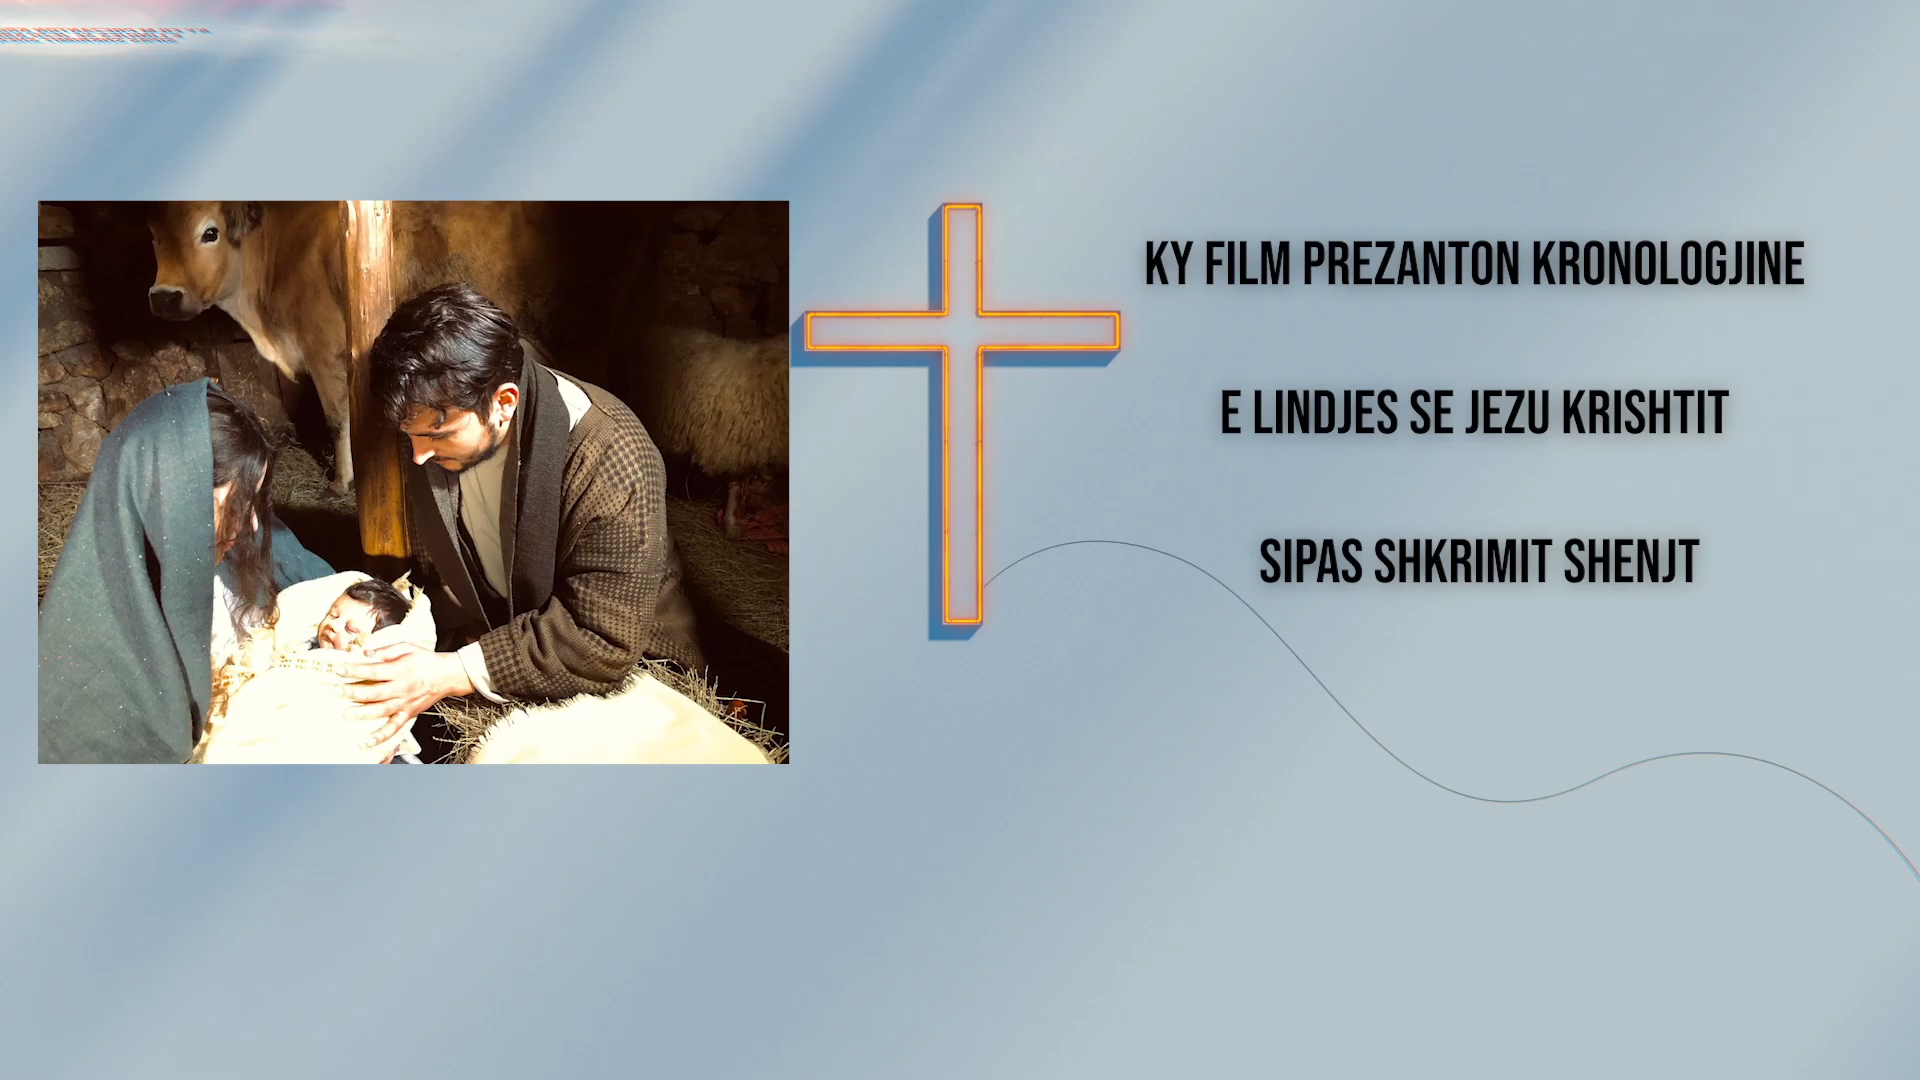 KY FILM PREZANTON KRONOLOGJINE
E LINDJES SE JEZU KRISHTIT
SIPAS SHKRIMIT SHENJT